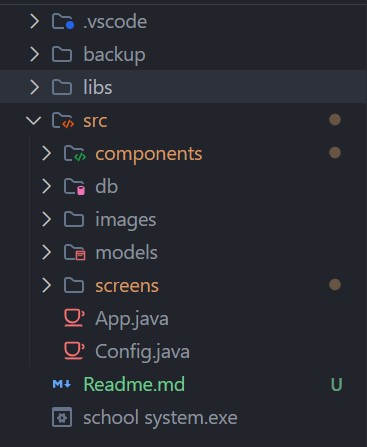 .vscode
backup
libs
src
components
db
images
models
screens
App.java
Config.java
Readme.md U
school system.exe